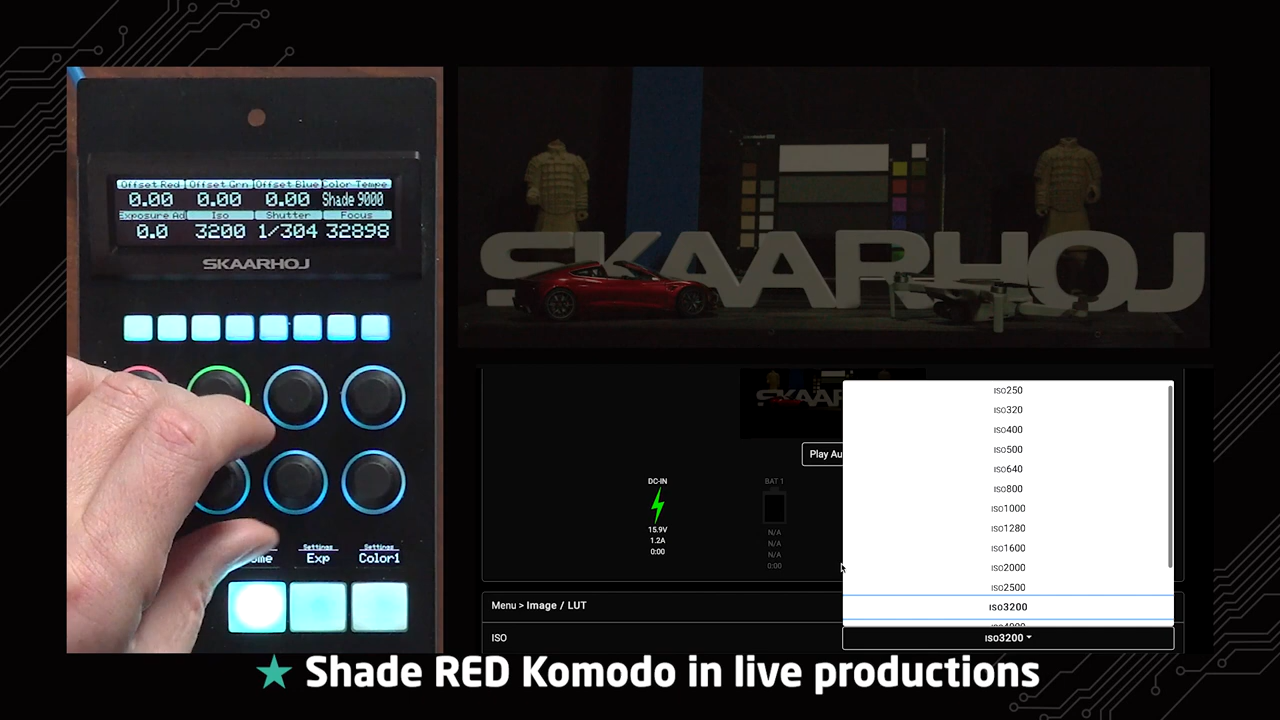 Offset Red Offset Grn Offset Blue Color Tempe
0.00 0.00 0.00 Shade 9000
Exposure Ad Iso Shutter Focus
0.0 3200 1/304 32898
SKAARHOJ
Settings Settings
Exp Color1
SKAARHOJ
Play Au
DC-IN
15.9V
1.2A
0:00
BAT 1
N/A
N/A
N/A
0:00
ISO250
ISO320
ISO400
ISO500
ISO640
ISO800
ISO1000
ISO1280
ISO1600
ISO2000
ISO2500
ISO3200
Menu > Image / LUT
ISO
ISO3200
Shade RED Komodo in live productions